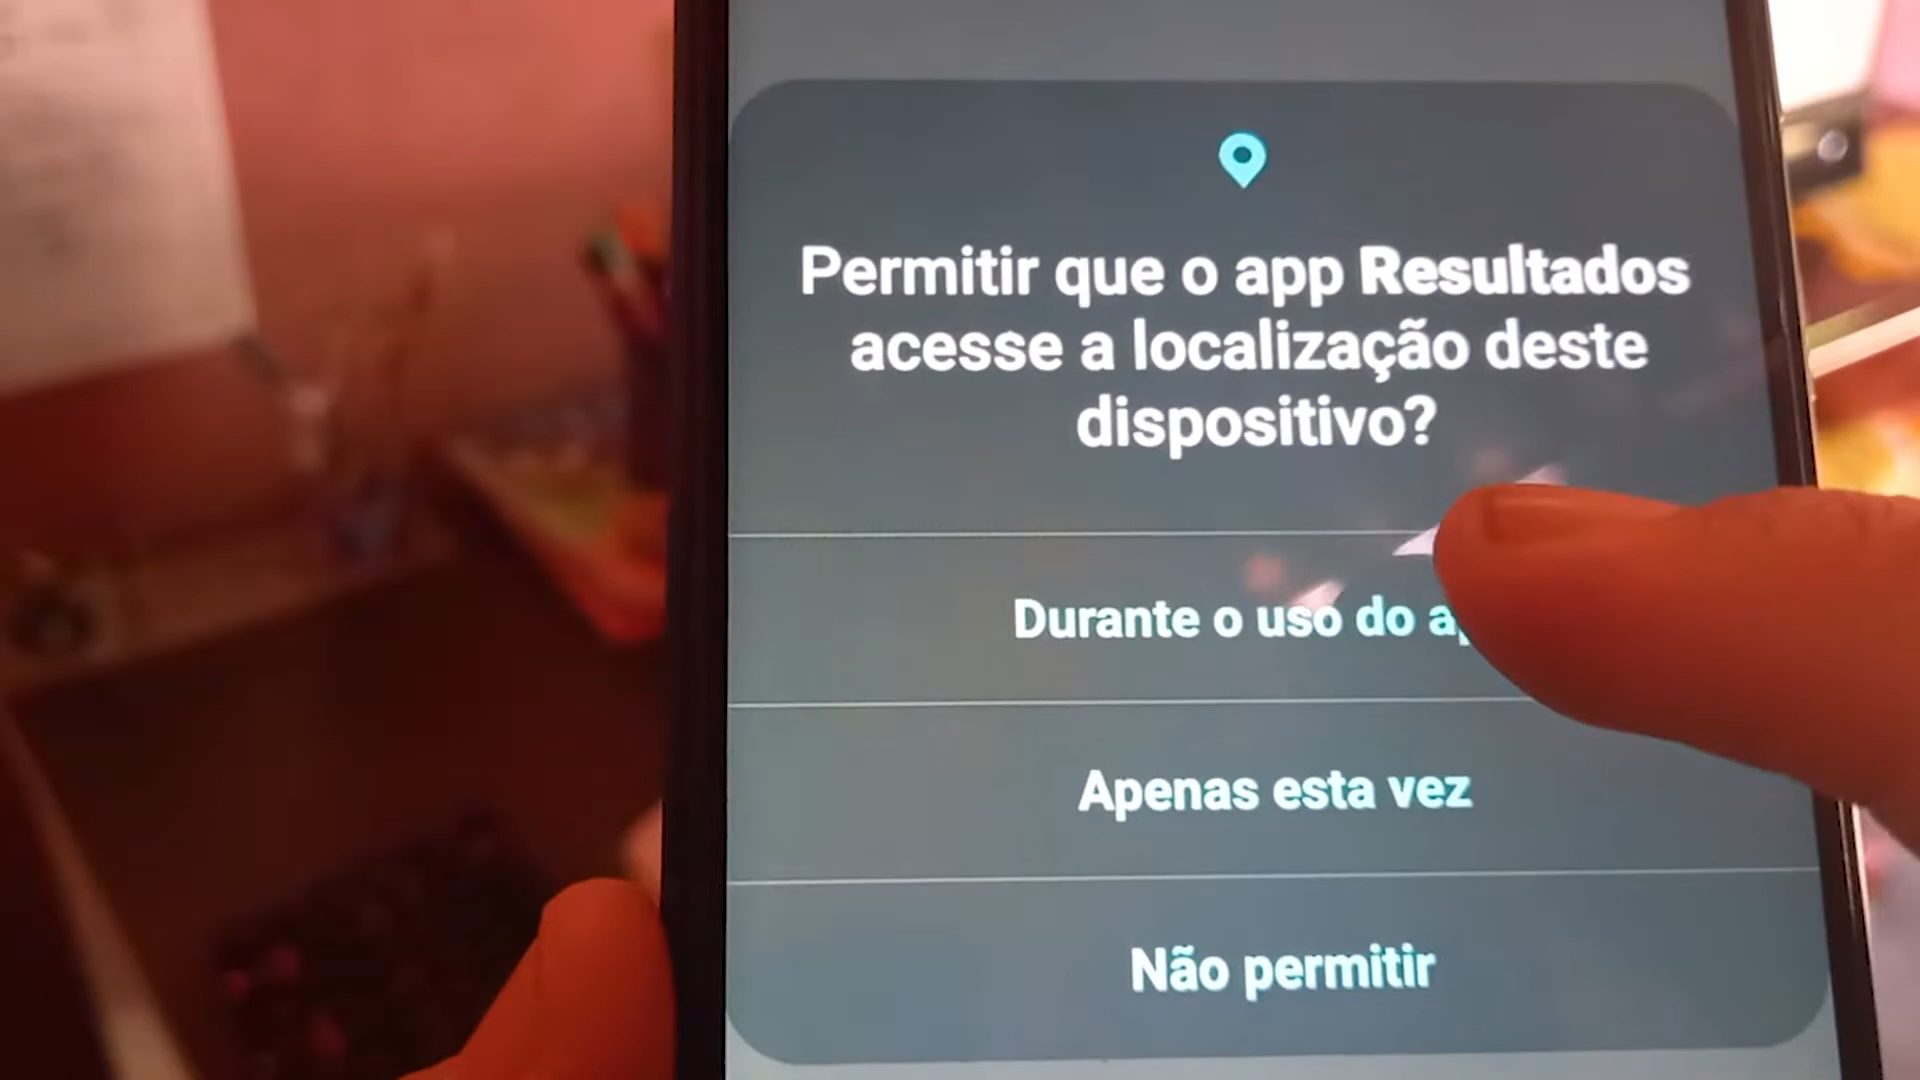 Permitir que o app Resultados
acesse a localização deste
dispositivo?
Durante o uso do
Apenas esta vez
Não permitir